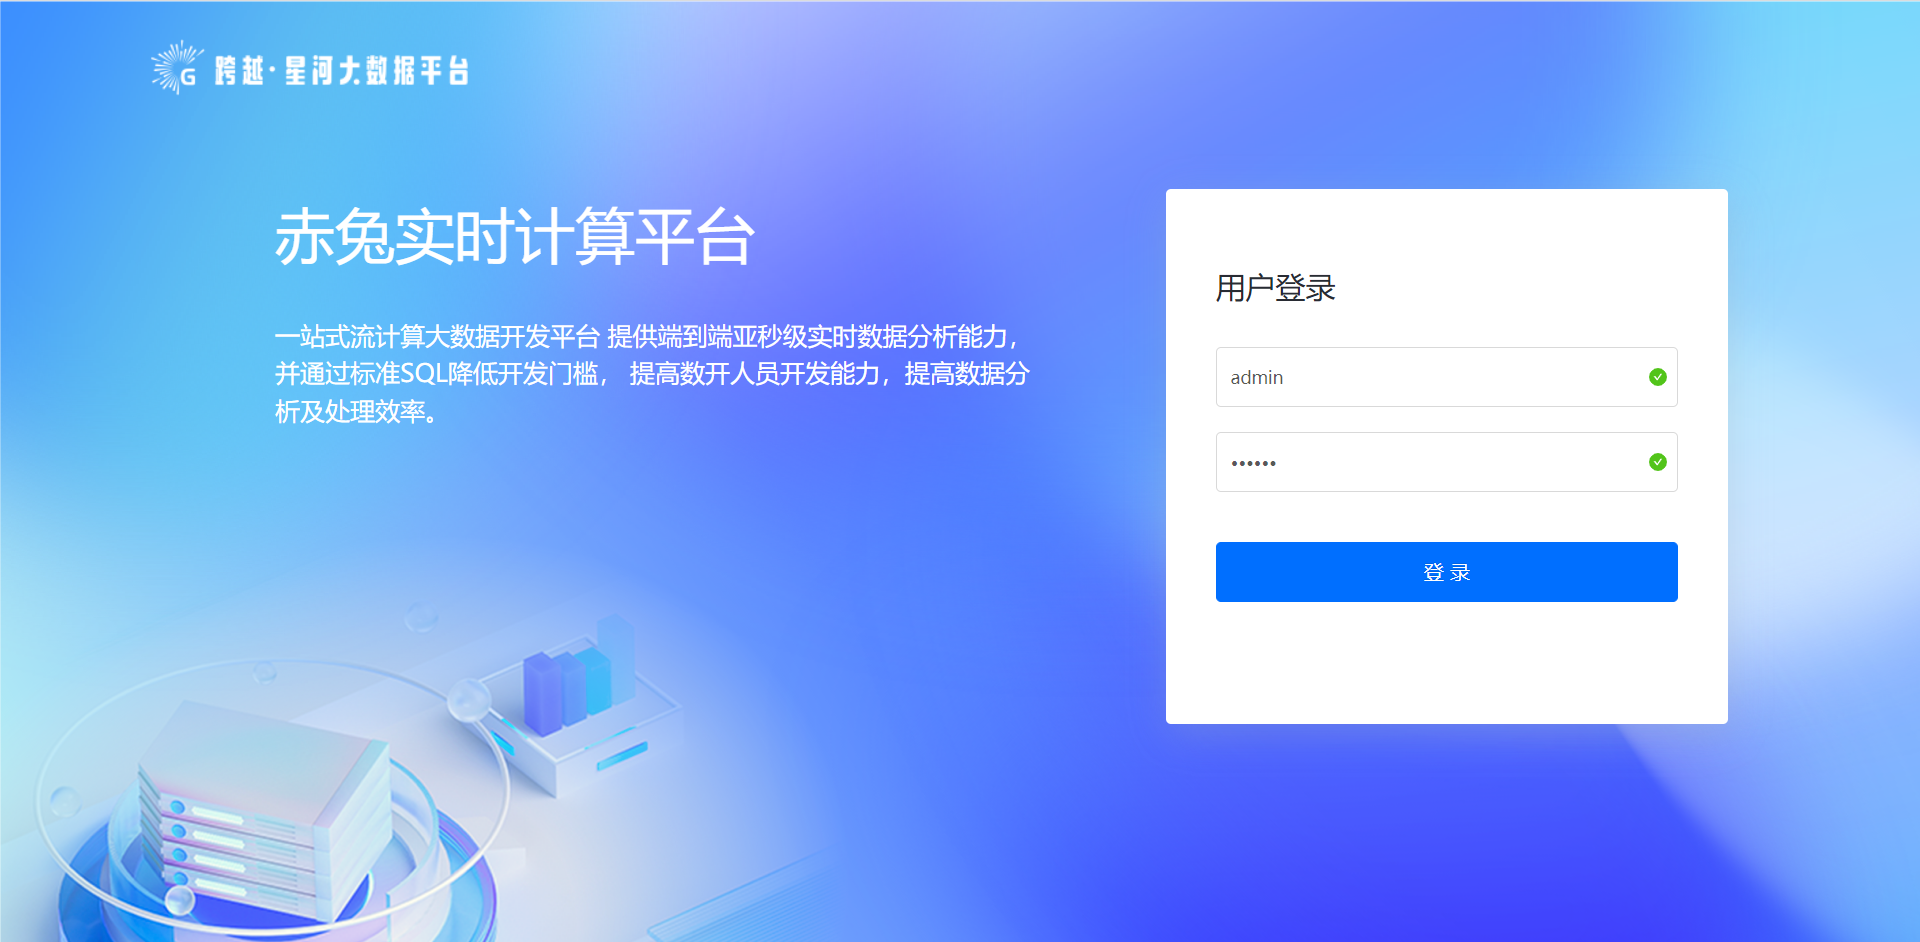 G 跨越·星河大数据平台
赤兔实时计算平台
一站式流计算大数据开发平台 提供端到端亚秒级实时数据分析能力，
并通过标准SQL降低开发门槛， 提高数开人员开发能力，提高数据分
析及处理效率。
用户登录
admin
••••••
登 录